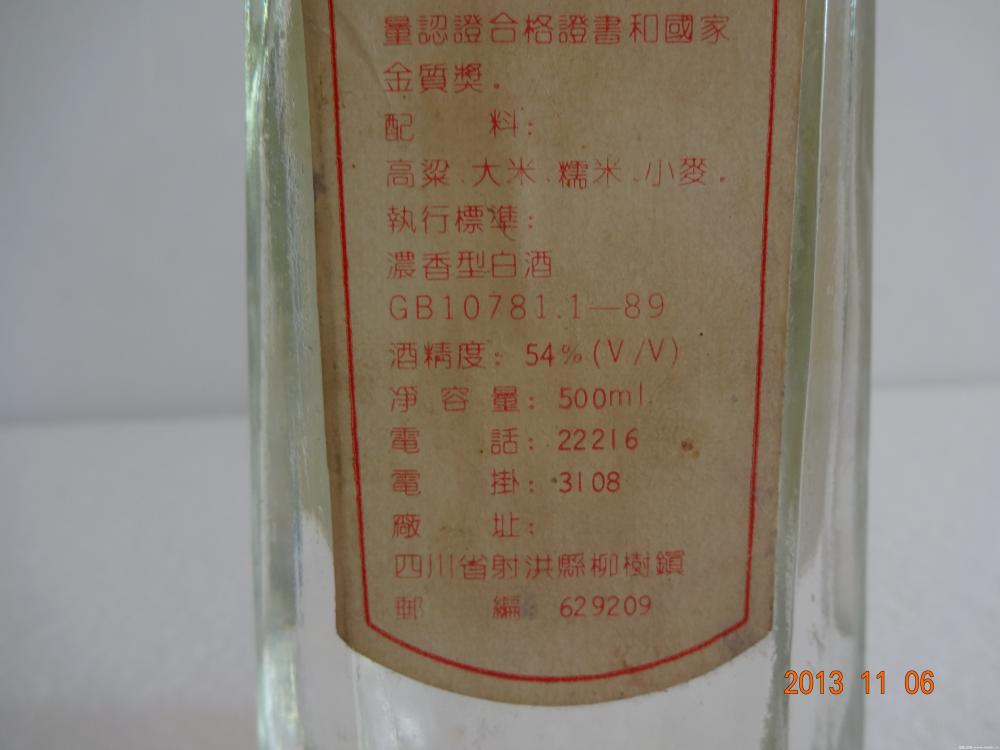 量認證合格證書和國家
金質獎.
配 料:
高粱、大米、糯米、小麥.
執行標準:
濃香型白酒
GB10781.1—89
酒精度: 54%(V/V)
净容量: 500ml.
電 話: 22216
電 掛: 3108
廠 址:
四川省射洪縣柳樹鎮
郵 編: 629209
2013 11 06